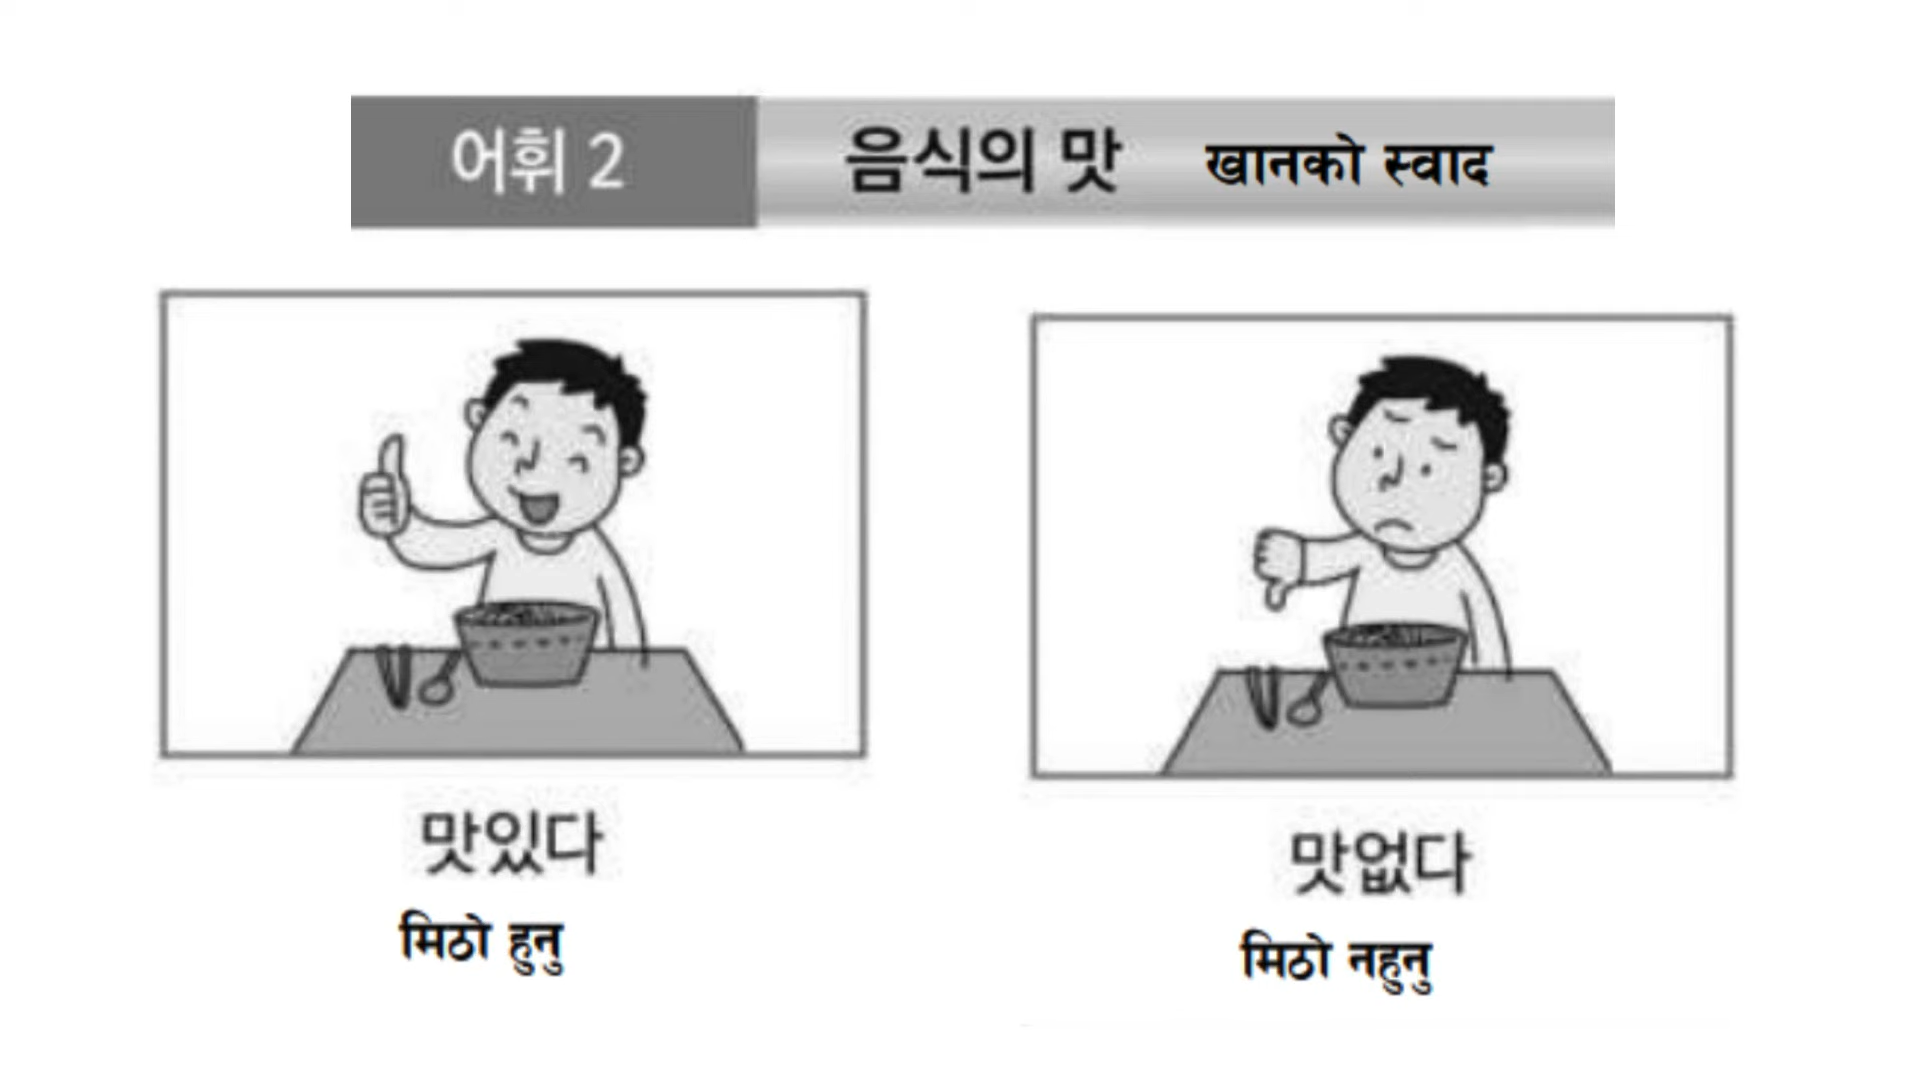 어휘 2 음식의 맛 खानको स्वाद
맛있다
मिठो हुनु
맛없다
मिठो नहुनु